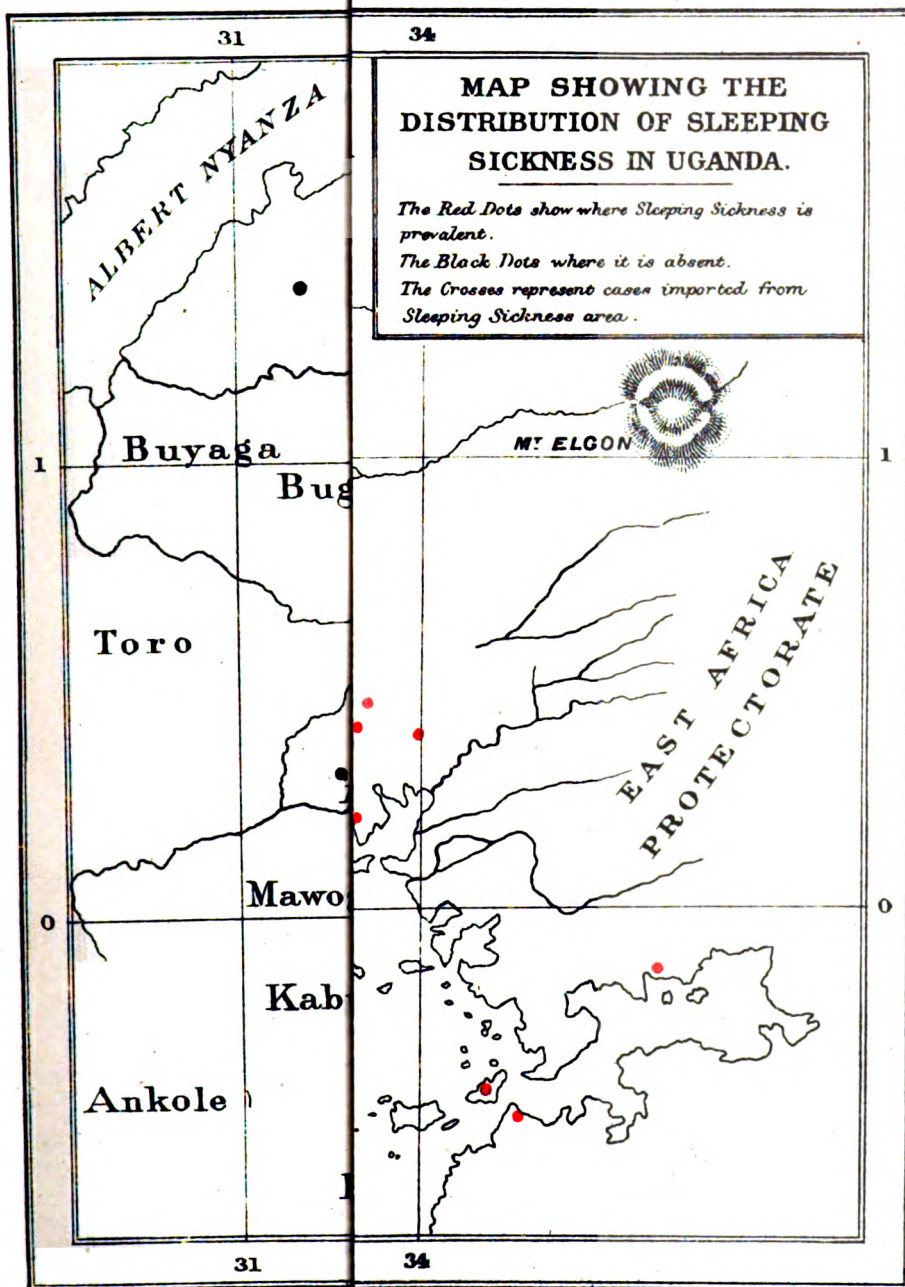 31 34
MAP SHOWING THE
DISTRIBUTION OF SLEEPING
SICKNESS IN UGANDA.
The Red Dots show where Sleeping Sickness is
prevalent.
The Black Dots where it is absent.
The Crosses represent cases imported from
Sleeping Sickness area.
ALBERT NYANZA
MT ELGON
Buyaga
1 1
Bug
EAST AFRICA
PROTECTORATE
Toro
Mawo
0 0
Kab
Ankole
31 34